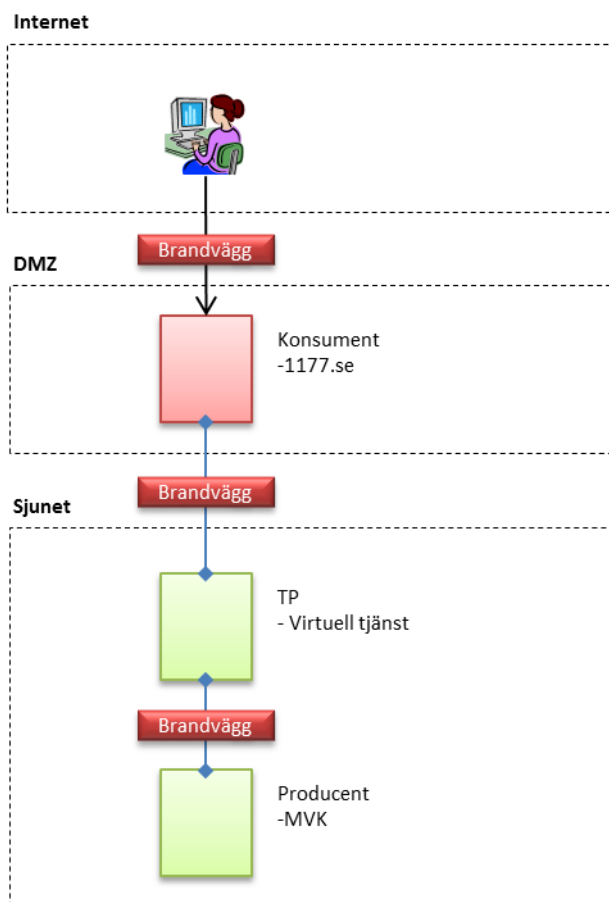 Internet
Brandvägg
DMZ
Konsument
-1177.se
Brandvägg
Sjunet
TP
- Virtuell tjänst
Brandvägg
Producent
-MVK